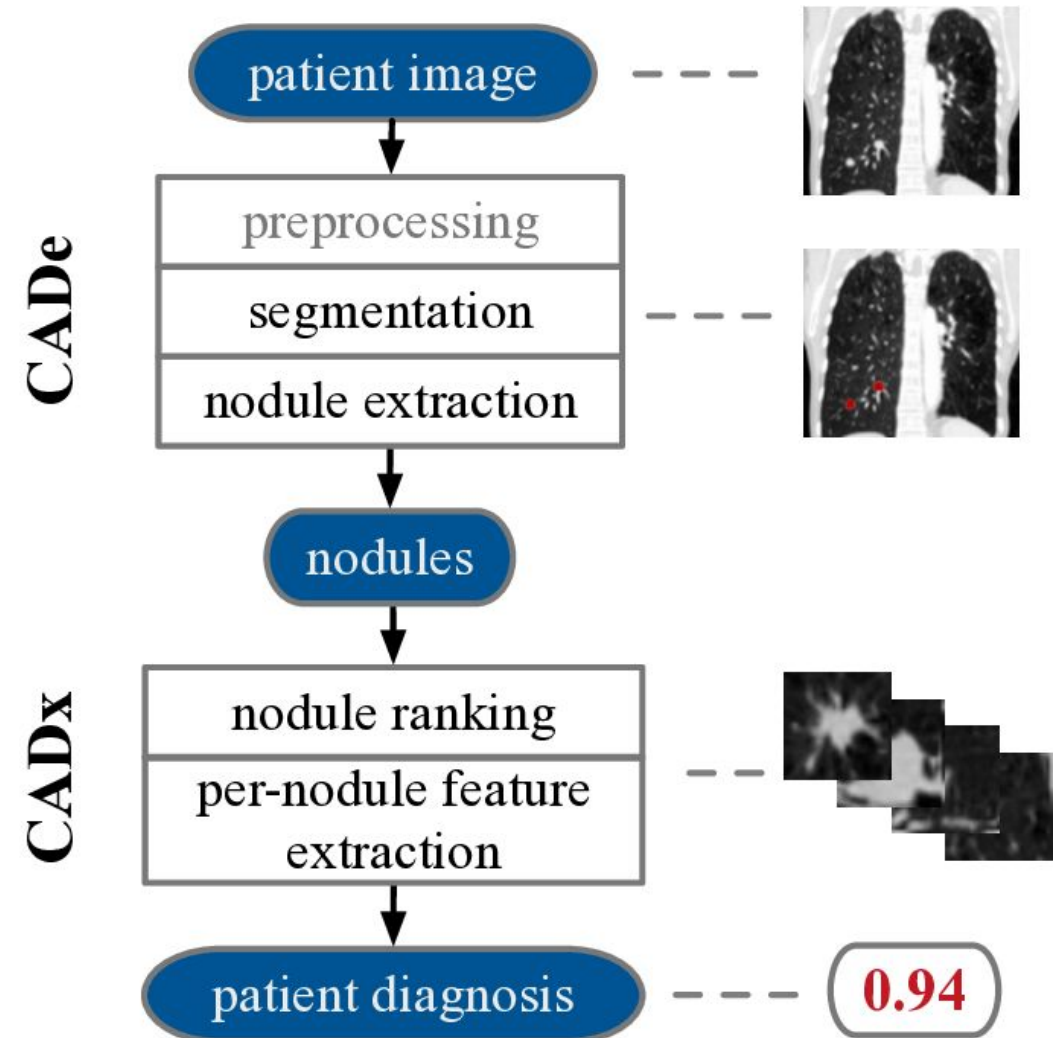 patient image
CADe
preprocessing
segmentation
nodule extraction
nodules
CADx
nodule ranking
per-nodule feature
extraction
patient diagnosis
0.94